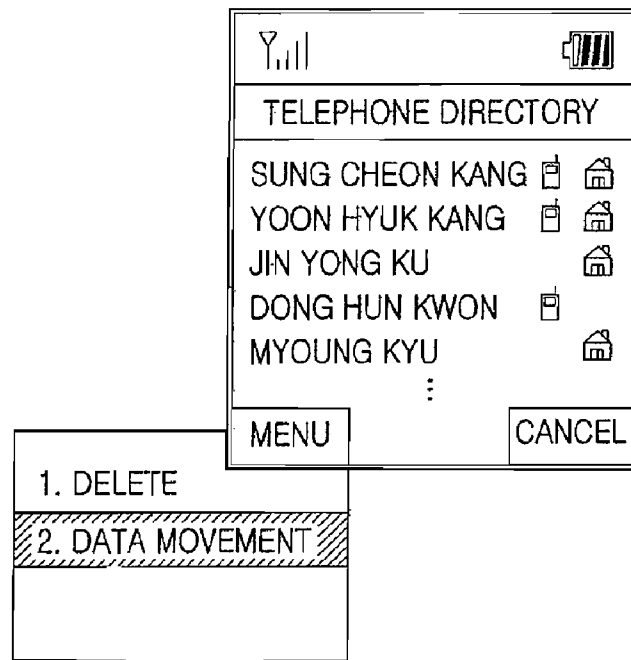 TELEPHONE DIRECTORY
SUNG CHEON KANG
YOON HYUK KANG
JIN YONG KU
DONG HUN KWON
MYOUNG KYU
⋮
MENU CANCEL
1. DELETE
2. DATA MOVEMENT